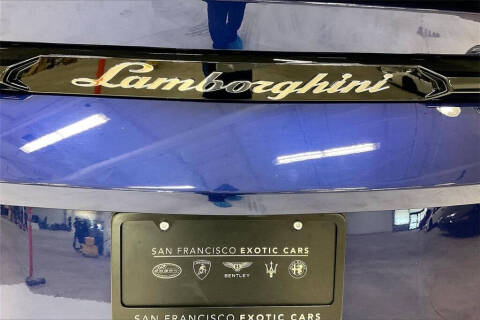 Lamborghini
SAN FRANCISCO EXOTIC CARS
BENTLEY
SAN FRANCISCO EXOTIC CARS